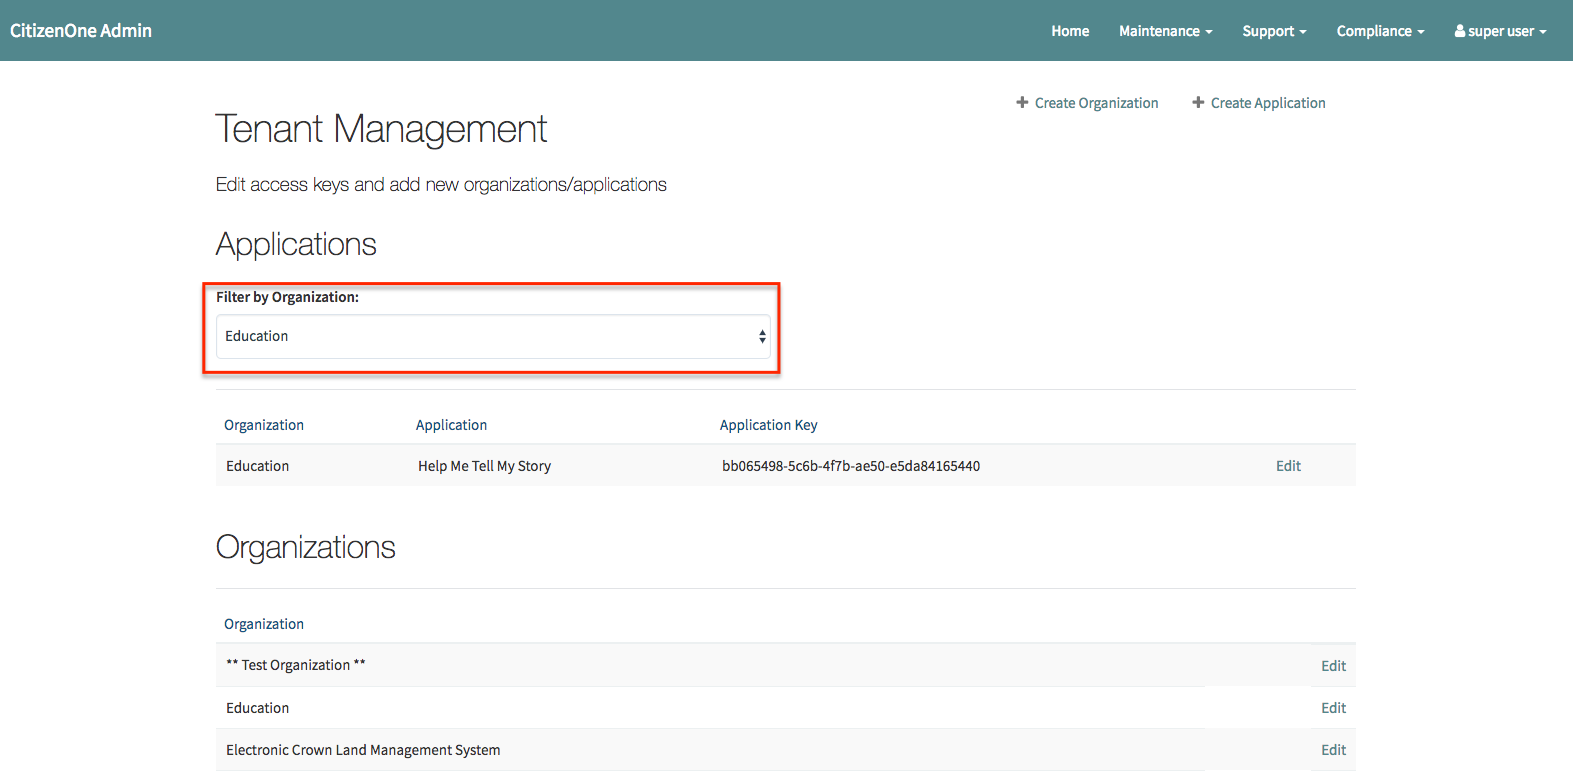 CitizenOne Admin
Home Maintenance Support Compliance super user
Create Organization Create Application
Tenant Management
Edit access keys and add new organizations/applications
Applications
Filter by Organization:
Education
Organization Application Application Key
Education Help Me Tell My Story bb065498-5c6b-4f7b-ae50-e5da84165440 Edit
Organizations
Organization
** Test Organization ** Edit
Education Edit
Electronic Crown Land Management System Edit